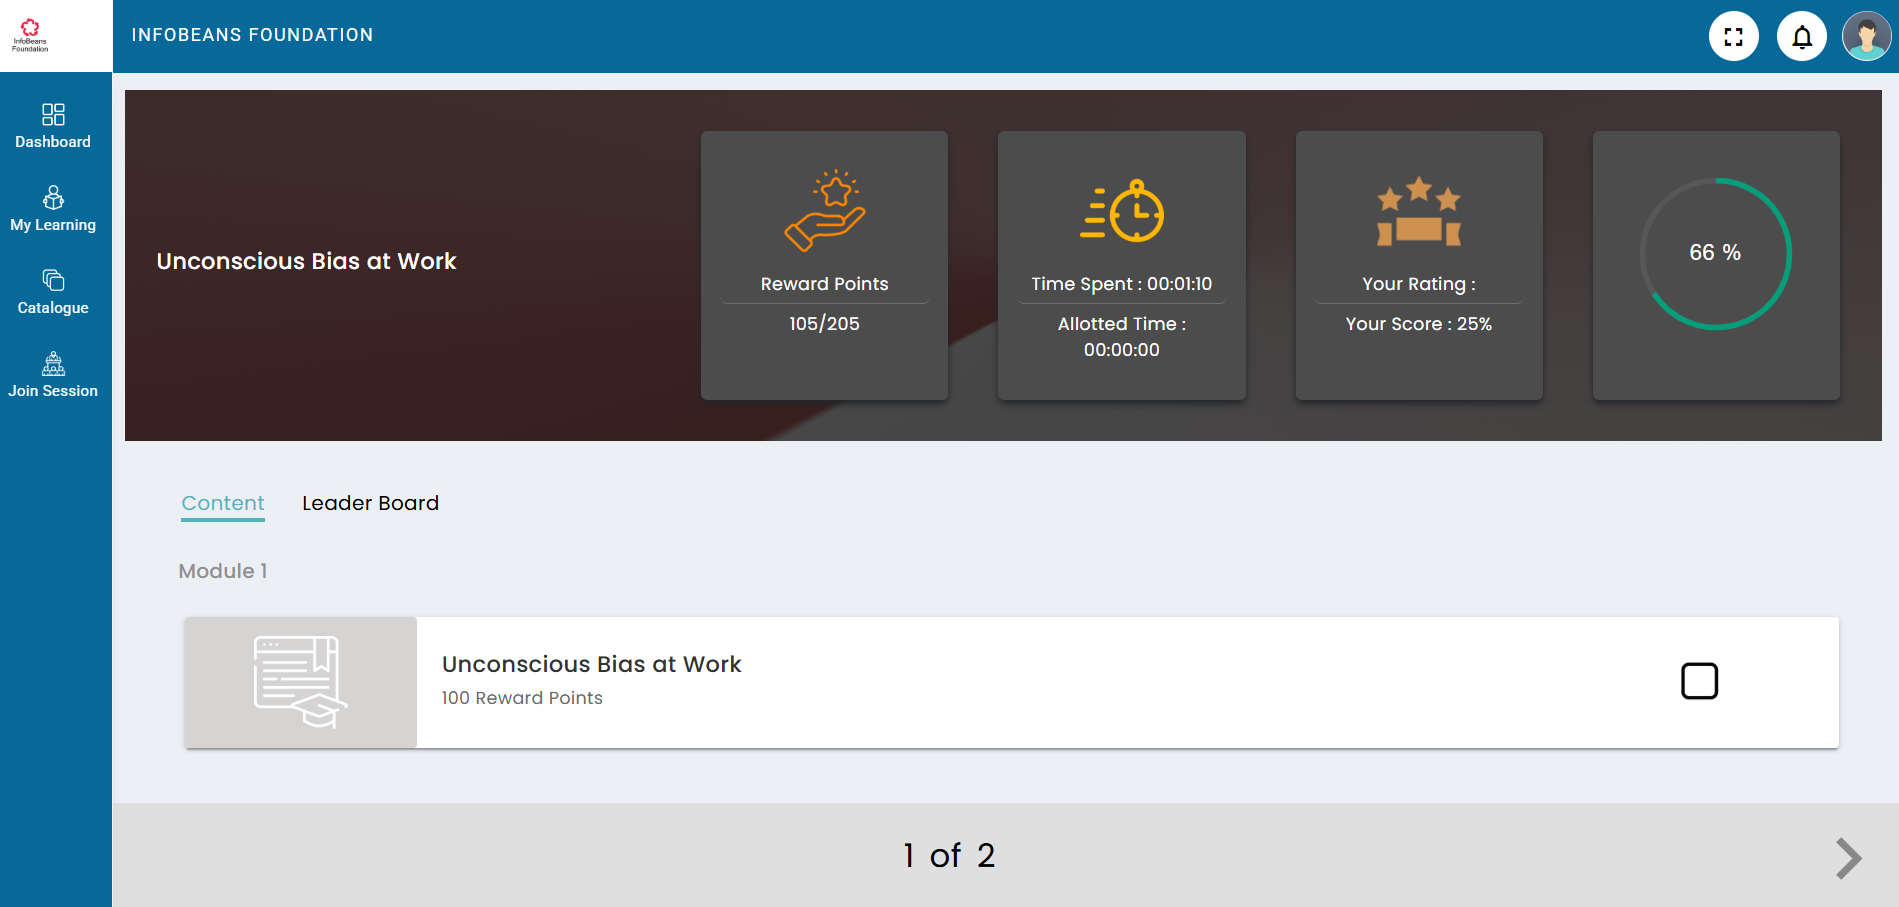 InfoBeans
Foundation
INFOBEANS FOUNDATION
Dashboard
My Learning
Catalogue
Join Session
Unconscious Bias at Work
Reward Points
105/205
Time Spent : 00:01:10
Allotted Time :
00:00:00
Your Rating :
Your Score : 25%
66 %
Content
Leader Board
Module 1
Unconscious Bias at Work
100 Reward Points
1 of 2